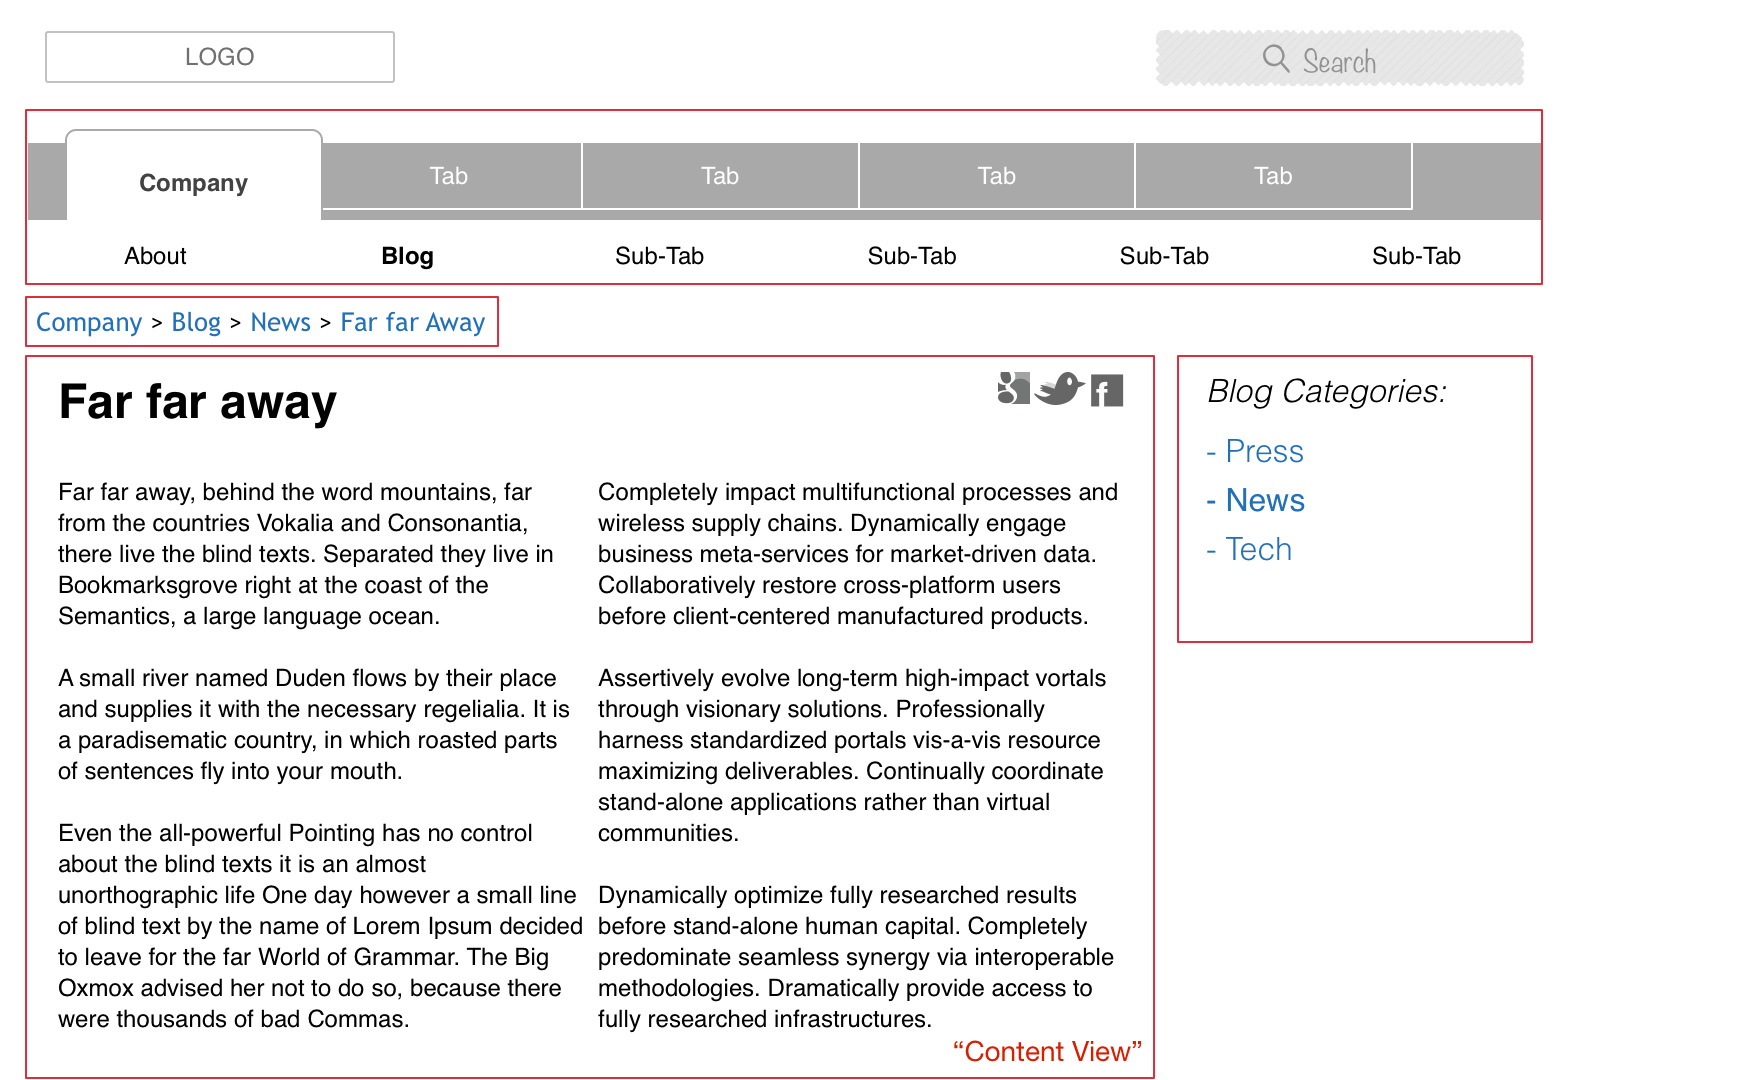 LOGO
Search
Company
Tab
Tab
Tab
Tab
About
Blog
Sub-Tab
Sub-Tab
Sub-Tab
Sub-Tab
Company > Blog > News > Far far Away
Far far away
Far far away, behind the word mountains, far
from the countries Vokalia and Consonantia,
there live the blind texts. Separated they live in
Bookmarksgrove right at the coast of the
Semantics, a large language ocean.
A small river named Duden flows by their place
and supplies it with the necessary regelialia. It is
a paradisematic country, in which roasted parts
of sentences fly into your mouth.
Even the all-powerful Pointing has no control
about the blind texts it is an almost
unorthographic life One day however a small line
of blind text by the name of Lorem Ipsum decided
to leave for the far World of Grammar. The Big
Oxmox advised her not to do so, because there
were thousands of bad Commas.
Completely impact multifunctional processes and
wireless supply chains. Dynamically engage
business meta-services for market-driven data.
Collaboratively restore cross-platform users
before client-centered manufactured products.
Assertively evolve long-term high-impact vortals
through visionary solutions. Professionally
harness standardized portals vis-a-vis resource
maximizing deliverables. Continually coordinate
stand-alone applications rather than virtual
communities.
Dynamically optimize fully researched results
before stand-alone human capital. Completely
predominate seamless synergy via interoperable
methodologies. Dramatically provide access to
fully researched infrastructures.
“Content View”
Blog Categories:
- Press
- News
- Tech